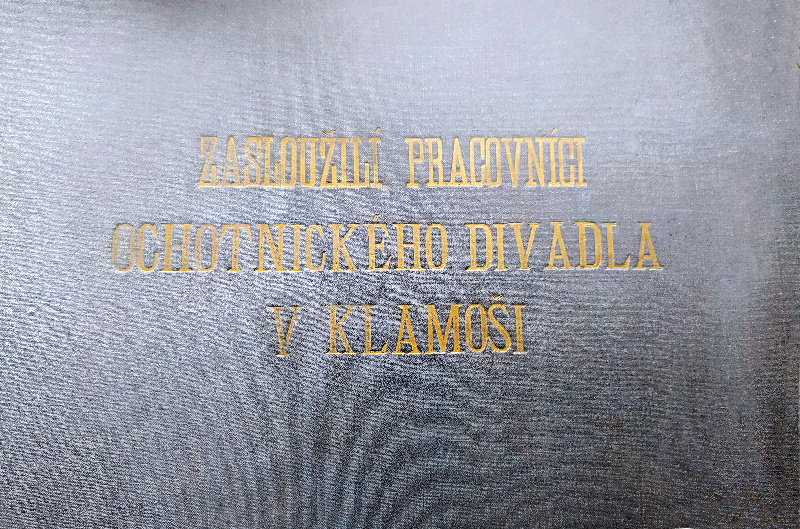 ZASLOUŽILÍ PRACOVNÍCI
OCHOTNICKÉHO DIVADLA
V KLAMOŠI